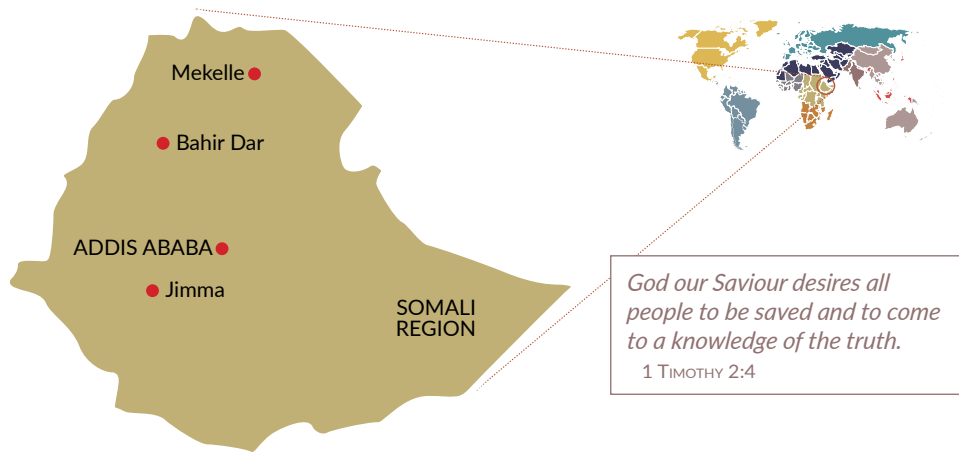 Mekelle
Bahir Dar
ADDIS ABABA
Jimma
SOMALI
REGION
God our Saviour desires all
people to be saved and to come
to a knowledge of the truth.
1 Timothy 2:4